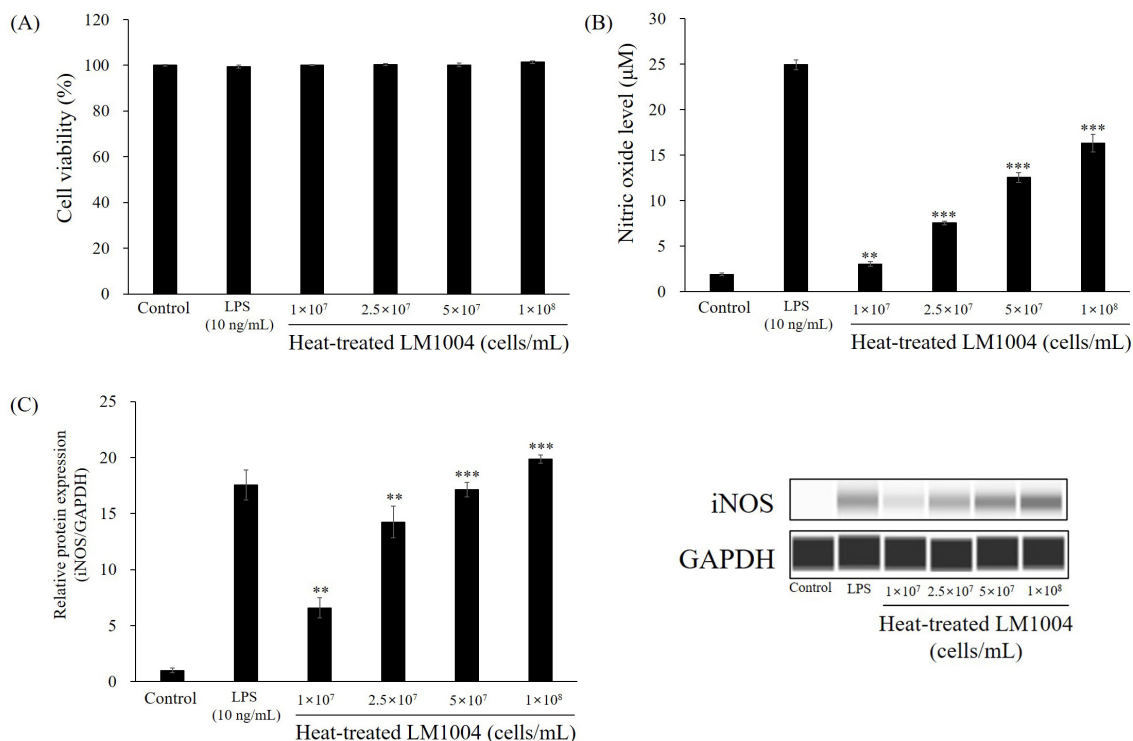 (A)
Cell viability (%)
120
100
80
60
40
20
0
Control
LPS
(10 ng/mL)
1×10⁷
2.5×10⁷
5×10⁷
1×10⁸
Heat-treated LM1004 (cells/mL)
(B)
Nitric oxide level (μM)
30
25
20
15
10
5
0
**
***
***
***
Control
LPS
(10 ng/mL)
1×10⁷
2.5×10⁷
5×10⁷
1×10⁸
Heat-treated LM1004 (cells/mL)
(C)
Relative protein expression
(iNOS/GAPDH)
25
20
15
10
5
0
**
**
***
***
Control
LPS
(10 ng/mL)
1×10⁷
2.5×10⁷
5×10⁷
1×10⁸
Heat-treated LM1004 (cells/mL)
iNOS
GAPDH
Control
LPS
1×10⁷
2.5×10⁷
5×10⁷
1×10⁸
Heat-treated LM1004
(cells/mL)